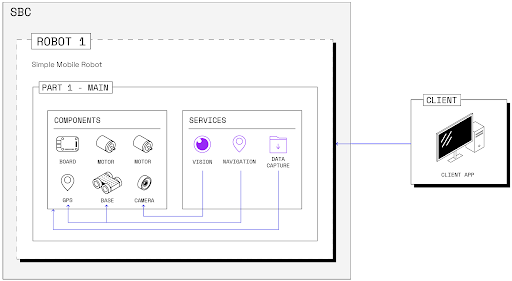 SBC
ROBOT 1
Simple Mobile Robot
PART 1 - MAIN
COMPONENTS
BOARD
MOTOR
MOTOR
GPS
BASE
CAMERA
SERVICES
VISION
NAVIGATION
DATA
CAPTURE
CLIENT
CLIENT APP